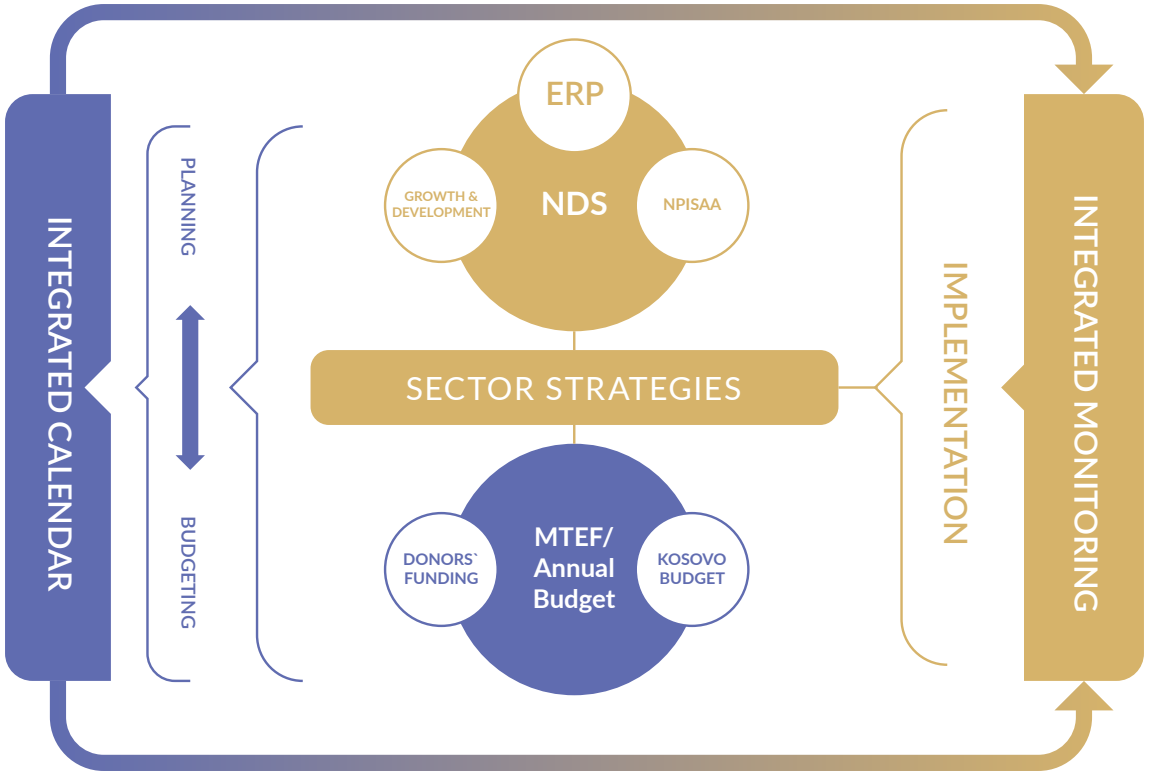 INTEGRATED CALENDAR
PLANNING
BUDGETING
ERP
GROWTH &
DEVELOPMENT
NDS
NPISAA
SECTOR STRATEGIES
MTEF/
Annual
Budget
DONORS`
FUNDING
KOSOVO
BUDGET
IMPLEMENTATION
INTEGRATED MONITORING